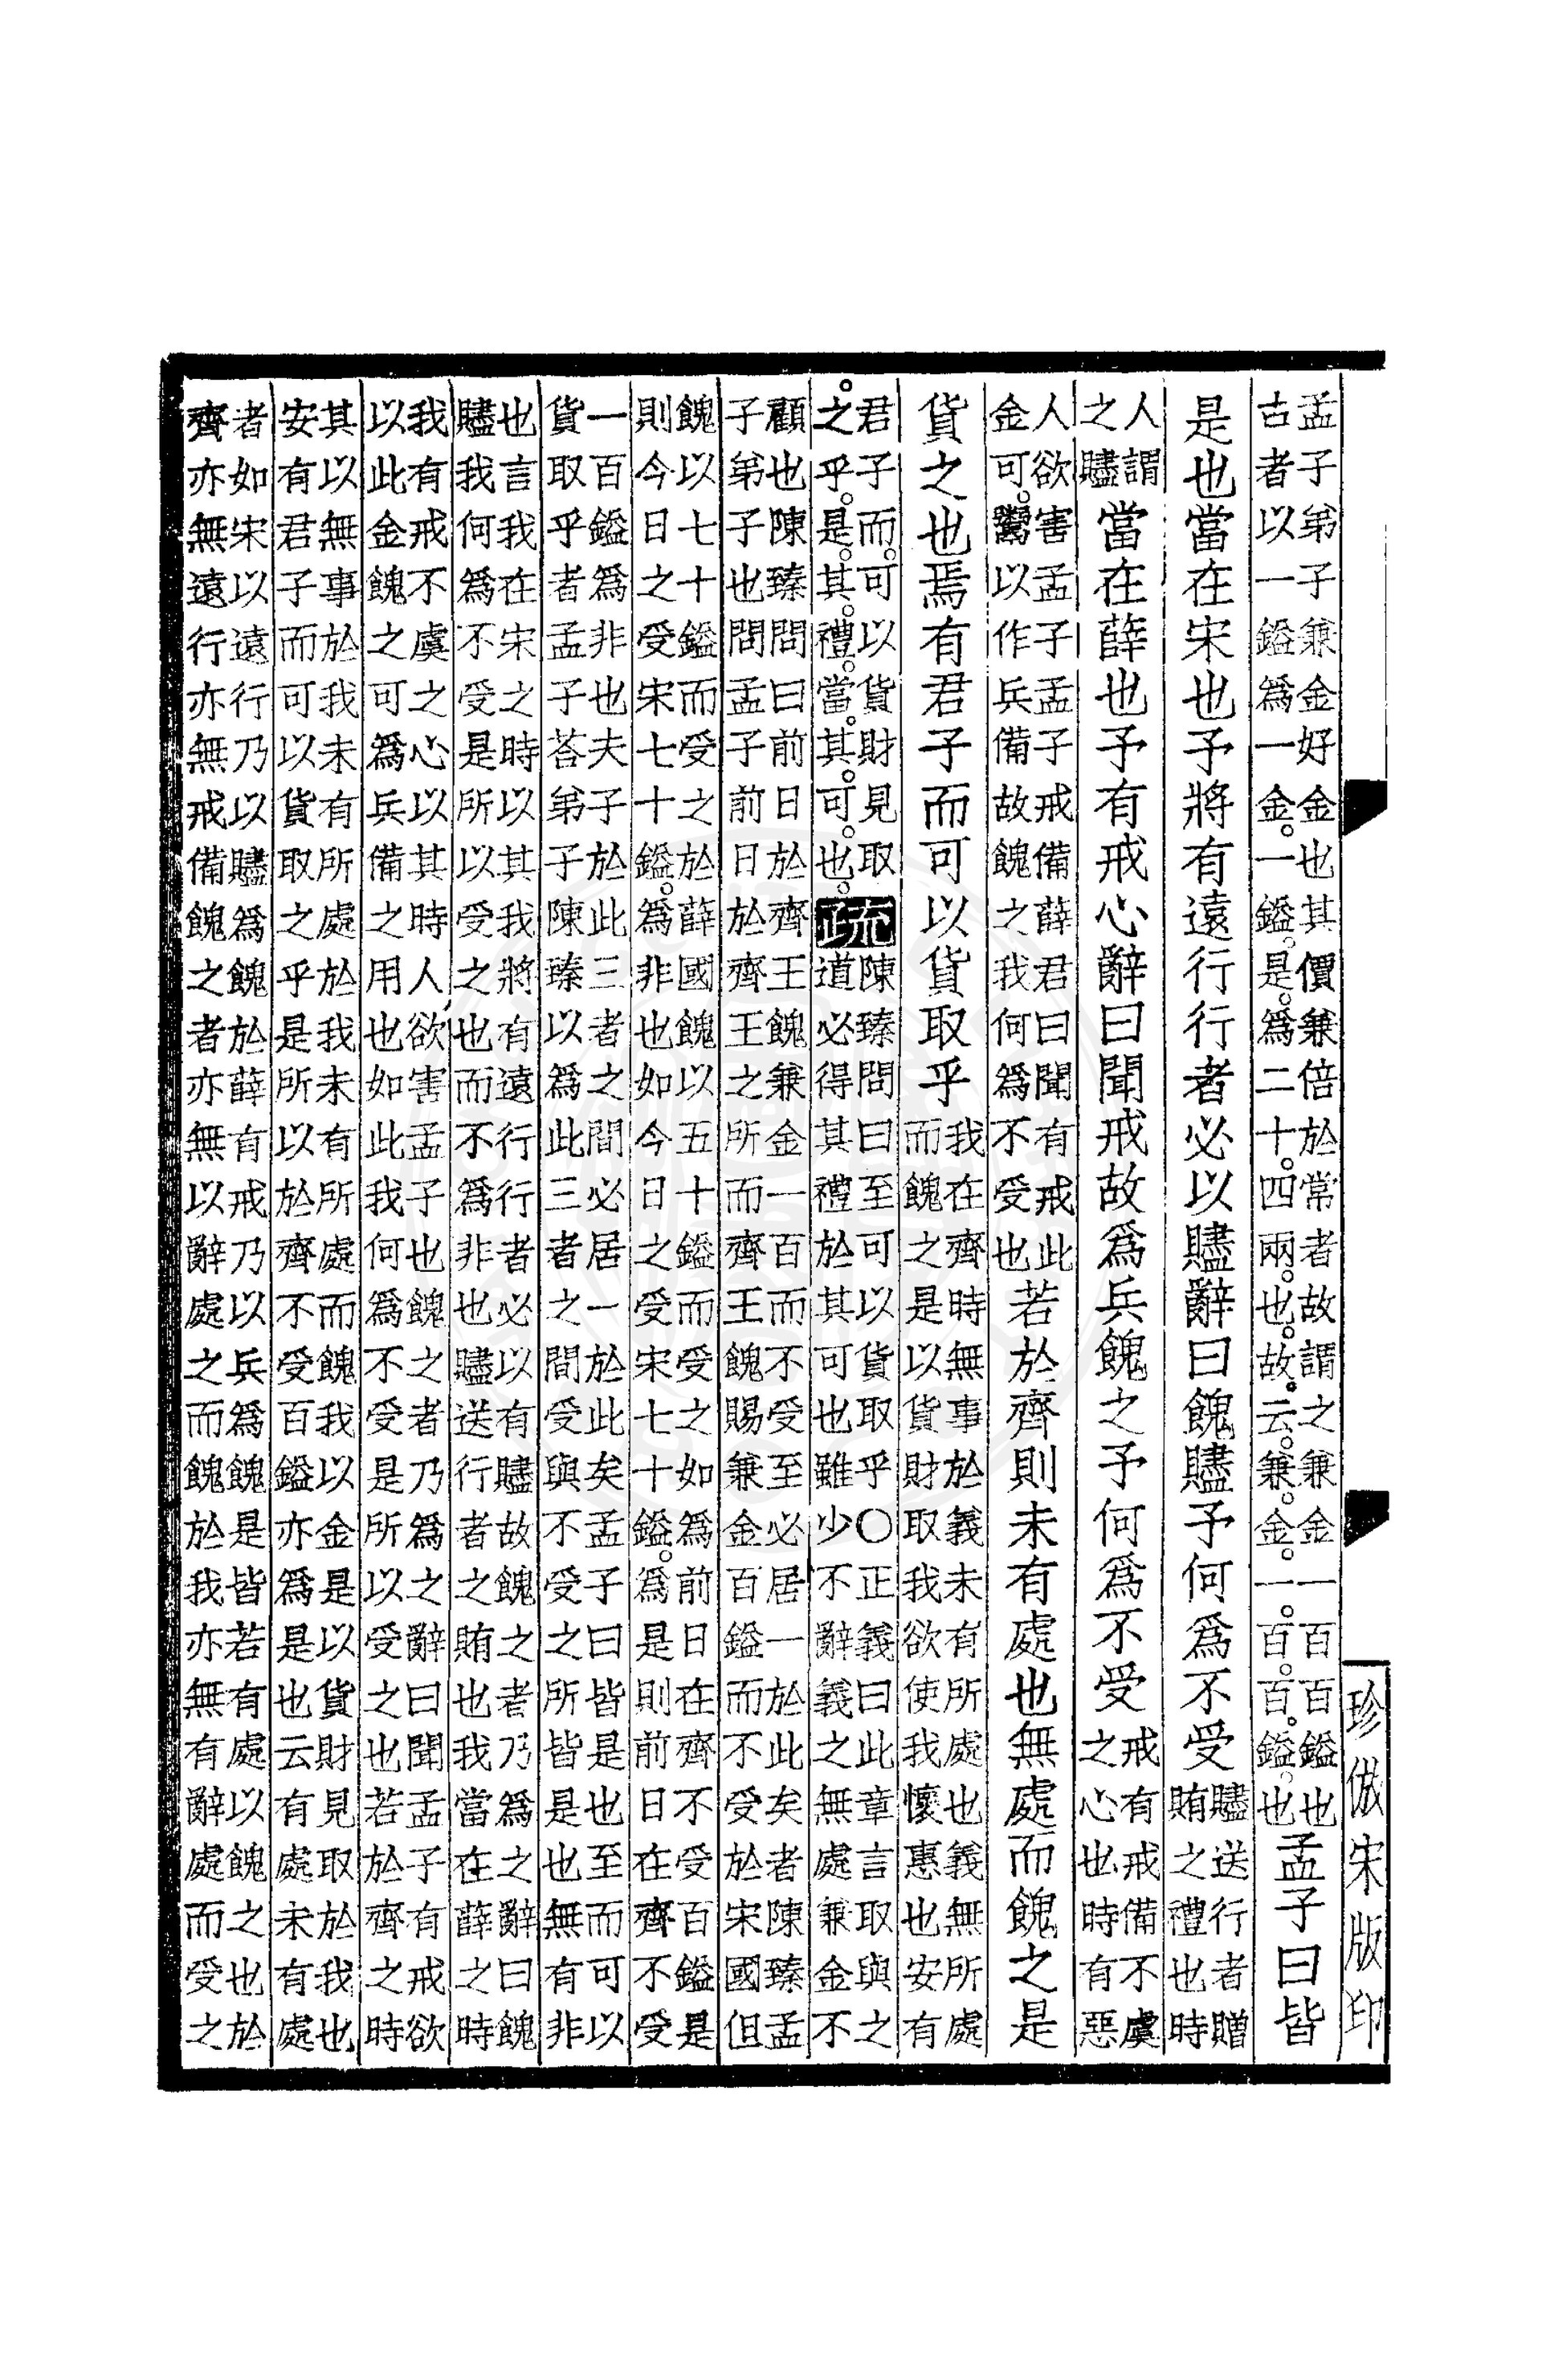 珍倣宋版印
孟子弟子兼金好金也其價兼倍於常者故謂之兼金一百百鎰也
古者以一鎰爲一金。一鎰。是。爲二十。四兩。也。故。云。兼。金。一。百。百。鎰。也
孟子曰皆
是也當在宋也予將有遠行行者必以贐辭曰餽贐予何爲不受
贐送行者贈
賄之禮也時
人謂
之贐
當在薛也予有戒心辭曰聞戒故爲兵餽之予何爲不受
戒有戒備不虞
之心也時有惡
人欲害孟子孟子戒備薛君曰聞有戒此
金可。鬻以作兵備故餽之我何爲不受也
若於齊則未有處也無處而餽之是
貨之也焉有君子而可以貨取乎
我在齊時無事於義未有所處也義無所處
而餽之是以貨財取我欲使我懷惠也安有
君子而可以貨財見取
。之乎。是。其。禮。當。其。可。也。
疏
陳臻問曰至可以貨取乎○正義曰此章言取與之
道必得其禮於其可也雖少不辭義之無處兼金不
顧也陳臻問曰前日於齊王餽兼金一百而不受至必居一於此矣者陳臻孟
子弟子也問孟子前日於齊王之所而齊王餽賜兼金百鎰而不受於宋國但
餽以七十鎰而受之於薛國餽以五十鎰而受之如爲前日在齊不受百鎰是
則今日之受宋七十鎰。爲非也如今日之受宋七十鎰。爲是則前日在齊不受
一百鎰爲非也夫子於此三者之間必居一於此矣孟子曰皆是也至而可以
貨取乎者孟子荅弟子陳臻以爲此三者之間受與不受之所皆是也無有非
也言我在宋之時以其我將有遠行行者必以有贐故餽之者乃爲之辭曰餽
贐我何爲不受是所以受之也而不爲非也贐送行者之賄也我當在薛之時
我有戒不虞之心以其時人欲害孟子也餽之者乃爲之辭曰聞孟子有戒欲
以此金餽之可爲兵備之用也如此我何爲不受是所以受之也若於齊之時
其以無事於我未有所處於我未有所處而餽我以金是以貨財見取於我也
安有君子而可以貨取之乎是所以於齊不受百鎰亦爲是也云有處未有處
者如宋以遠行乃以贐爲餽於薛有戒乃以兵爲餽是皆若有處以餽之也於
齊亦無遠行亦無戒備餽之者亦無以辭處之而餽於我亦無有辭處而受之